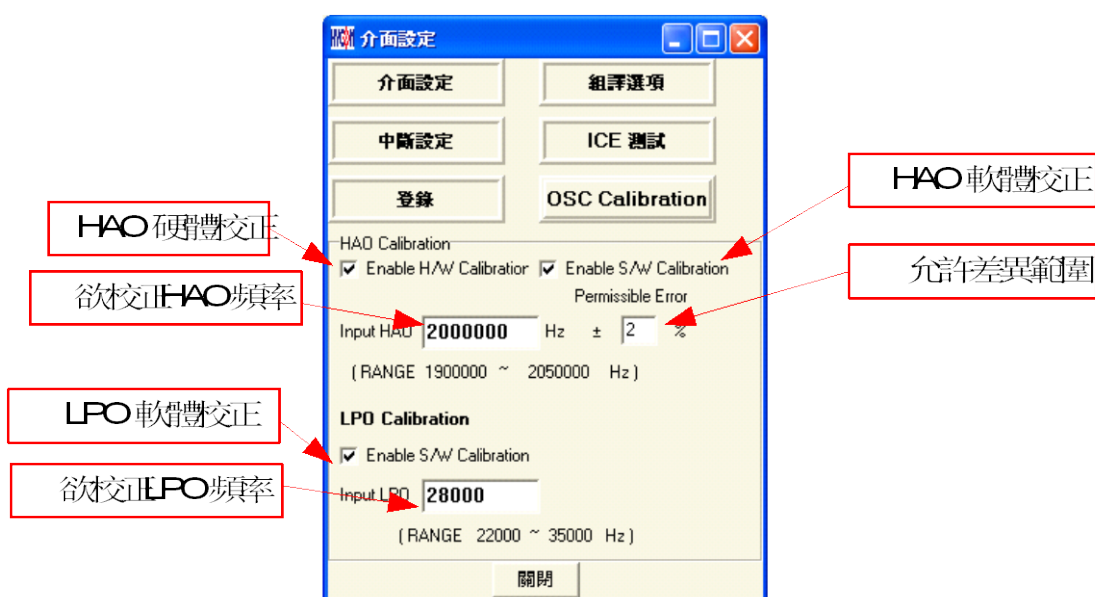 介面設定
介面設定
組譯選項
中斷設定
ICE 測試
登錄
OSC Calibration
HAO 軟體校正
HAO 硬體校正
HAO Calibration
Enable H/W Calibration
Enable S/W Calibration
允許差異範圍
欲校正HAO頻率
Permissible Error
Input HAO 2000000 Hz ± 2 %
( RANGE 1900000 ~ 2050000 Hz )
LPO 軟體校正
LPO Calibration
Enable S/W Calibration
欲校正LPO頻率
Input LPO 28000
( RANGE 22000 ~ 35000 Hz )
關閉